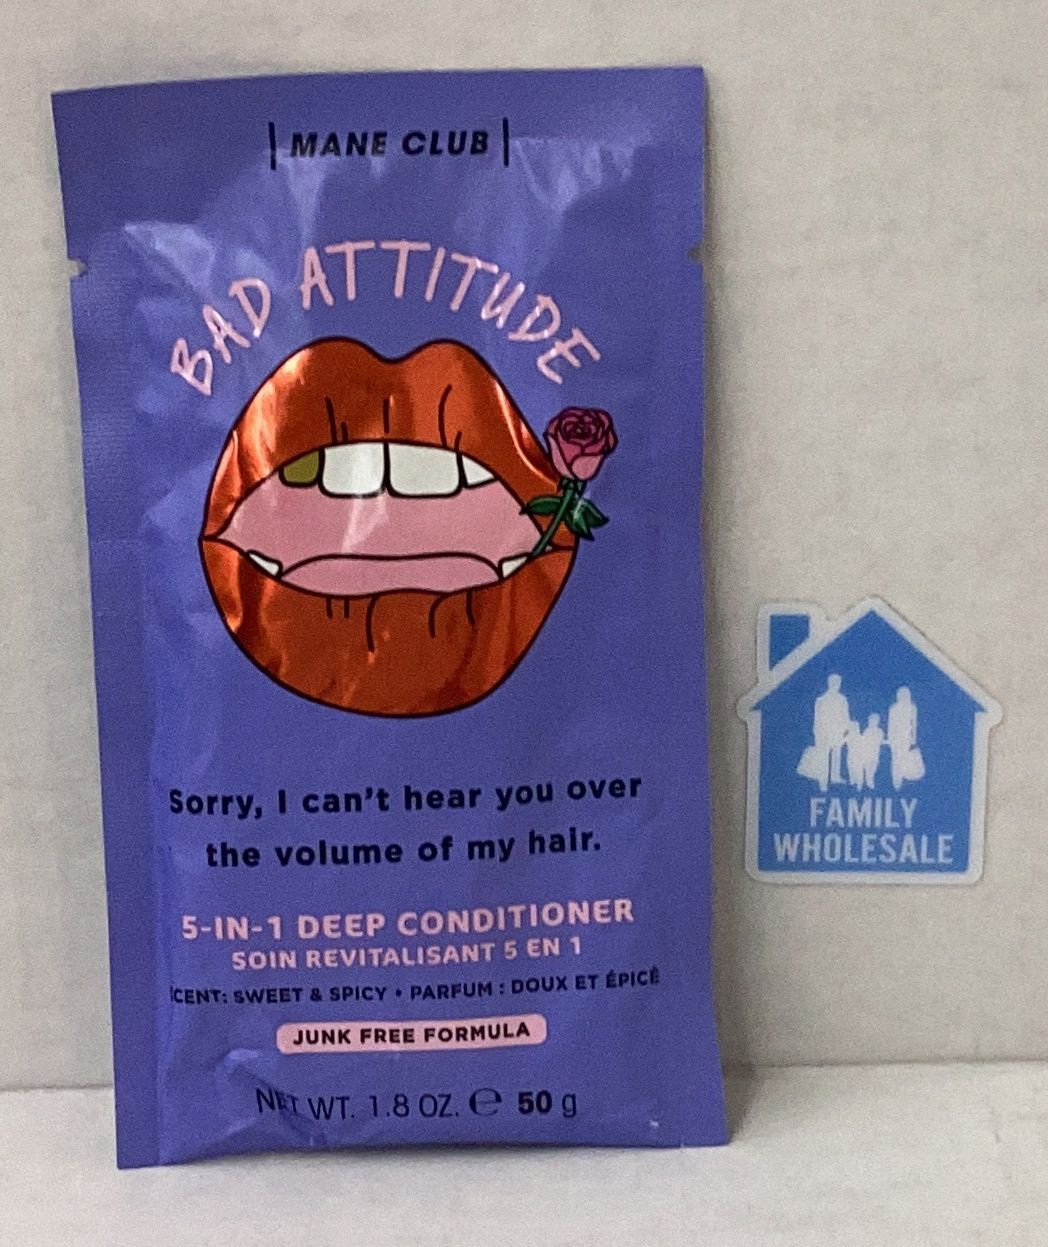 | MANE CLUB |
BAD ATTITUDE
Sorry, I can't hear you over
the volume of my hair.
5-IN-1 DEEP CONDITIONER
SOIN REVITALISANT 5 EN 1
SCENT: SWEET & SPICY • PARFUM : DOUX ET ÉPICÉ
JUNK FREE FORMULA
NET WT. 1.8 OZ. ℮ 50 g
FAMILY
WHOLESALE